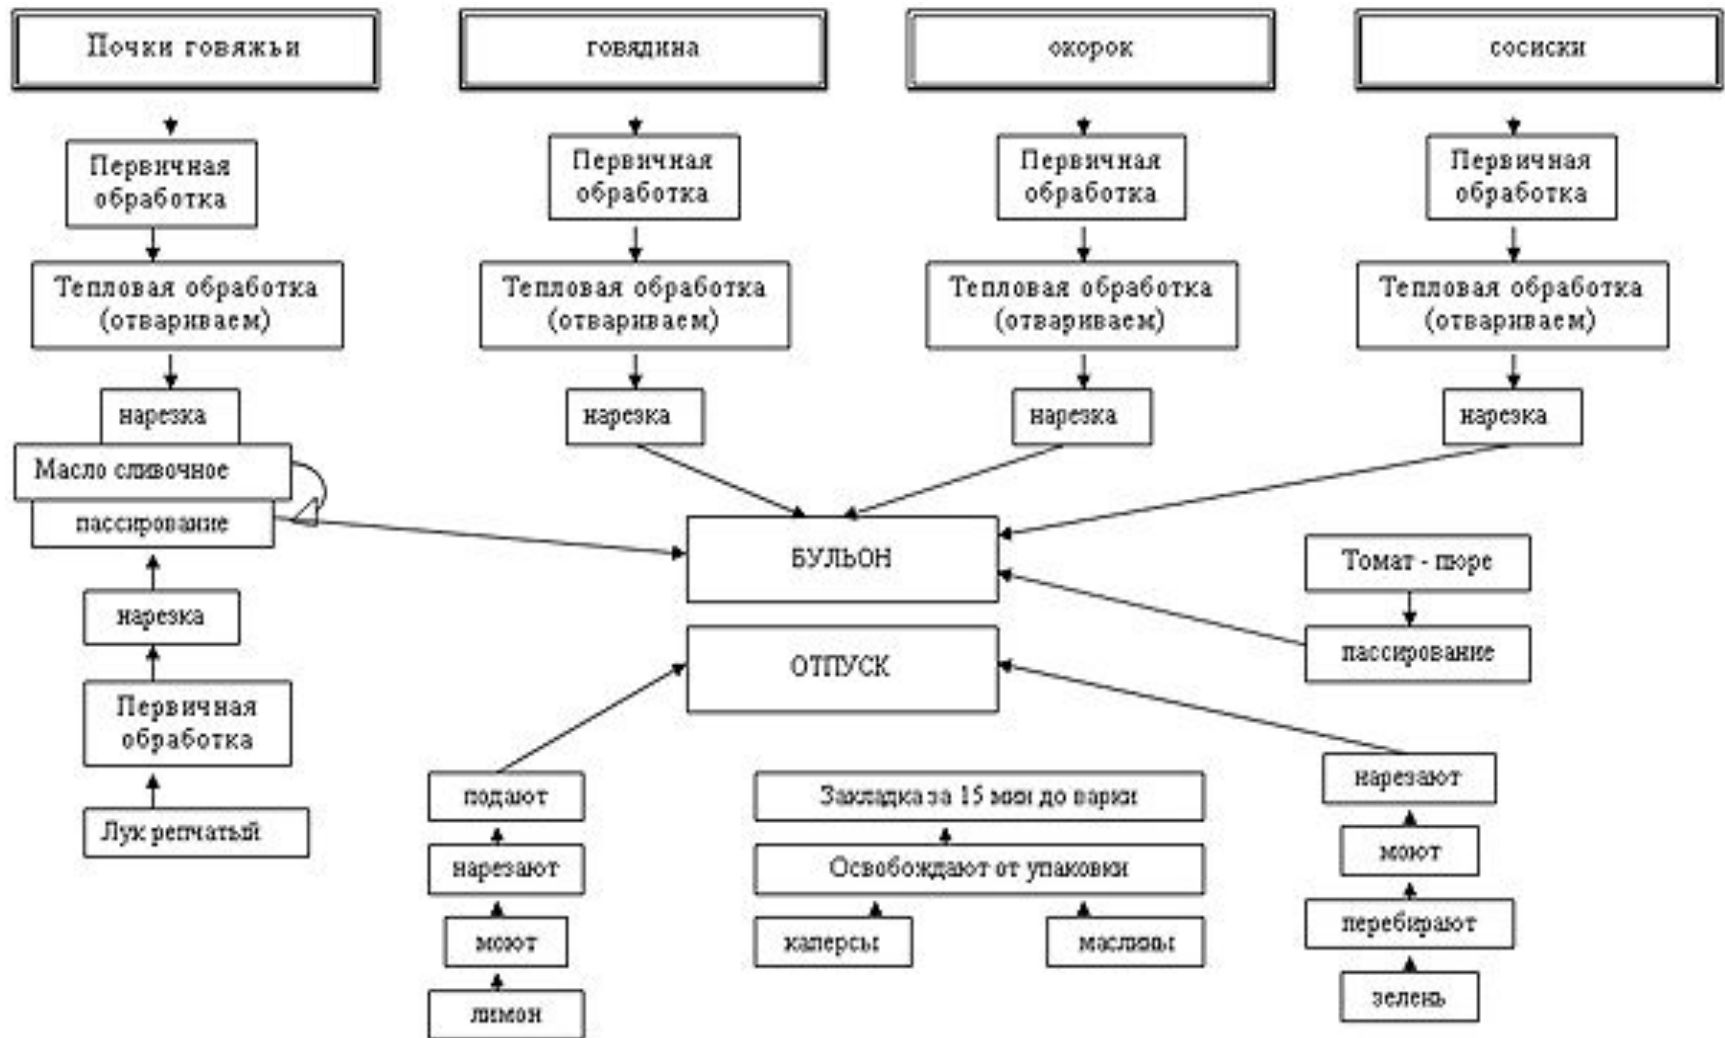 Почки говяжьи
говядина
окорок
сосиски
Первичная
обработка
Первичная
обработка
Первичная
обработка
Первичная
обработка
Тепловая обработка
(отвариваем)
Тепловая обработка
(отвариваем)
Тепловая обработка
(отвариваем)
Тепловая обработка
(отвариваем)
нарезка
нарезка
нарезка
нарезка
Масло сливочное
пассирование
БУЛЬОН
Томат - пюре
нарезка
ОТПУСК
пассирование
Первичная
обработка
подают
Закладка за 15 мин до варки
нарезают
Лук репчатый
нарезают
Освобождают от упаковки
моют
моют
каперсы
маслины
перебирают
лимон
зелень